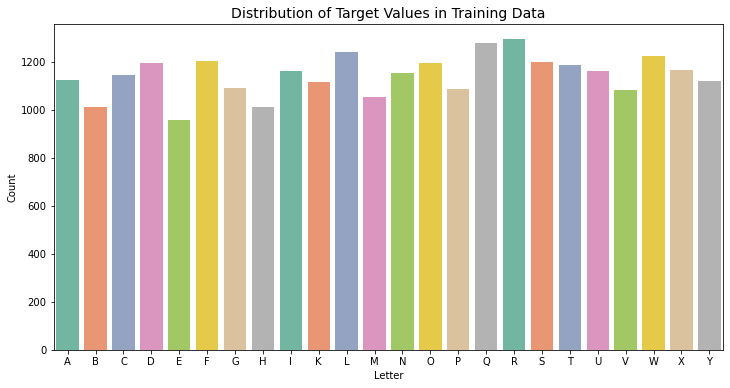 Distribution of Target Values in Training Data
1200
1000
800
600
400
200
0
Count
A B C D E F G H I K L M N O P Q R S T U V W X Y
Letter